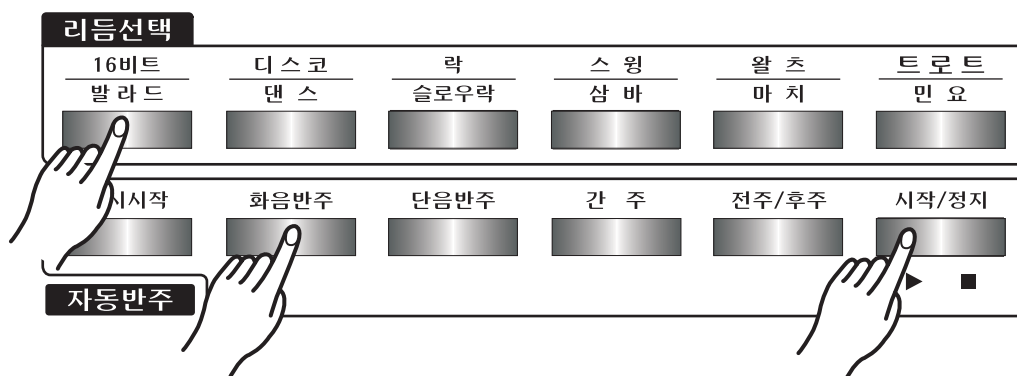 리듬선택
16비트 디스코 락 스윙 왈츠 트로트
발라드 댄스 슬로우락 삼바 마치 민요
시작 화음반주 단음반주 간주 전주/후주 시작/정지
자동반주